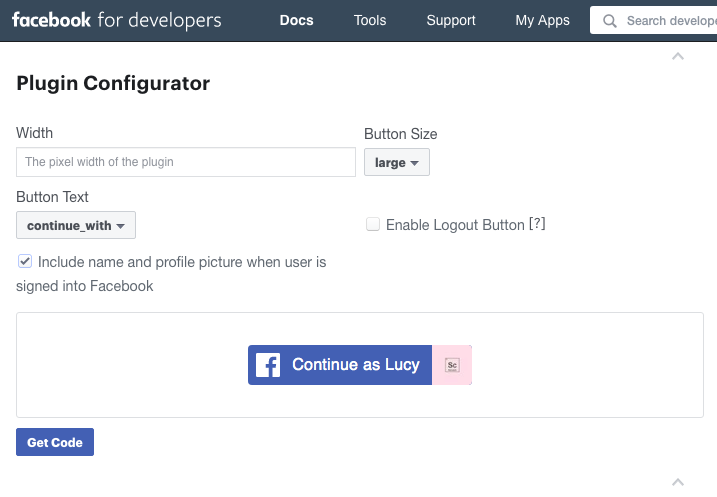 facebook for developers Docs Tools Support My Apps Search develope
Plugin Configurator
Width
Button Size
The pixel width of the plugin
large
Button Text
continue_with
Enable Logout Button [?]
Include name and profile picture when user is
signed into Facebook
Continue as Lucy
Sc
Get Code